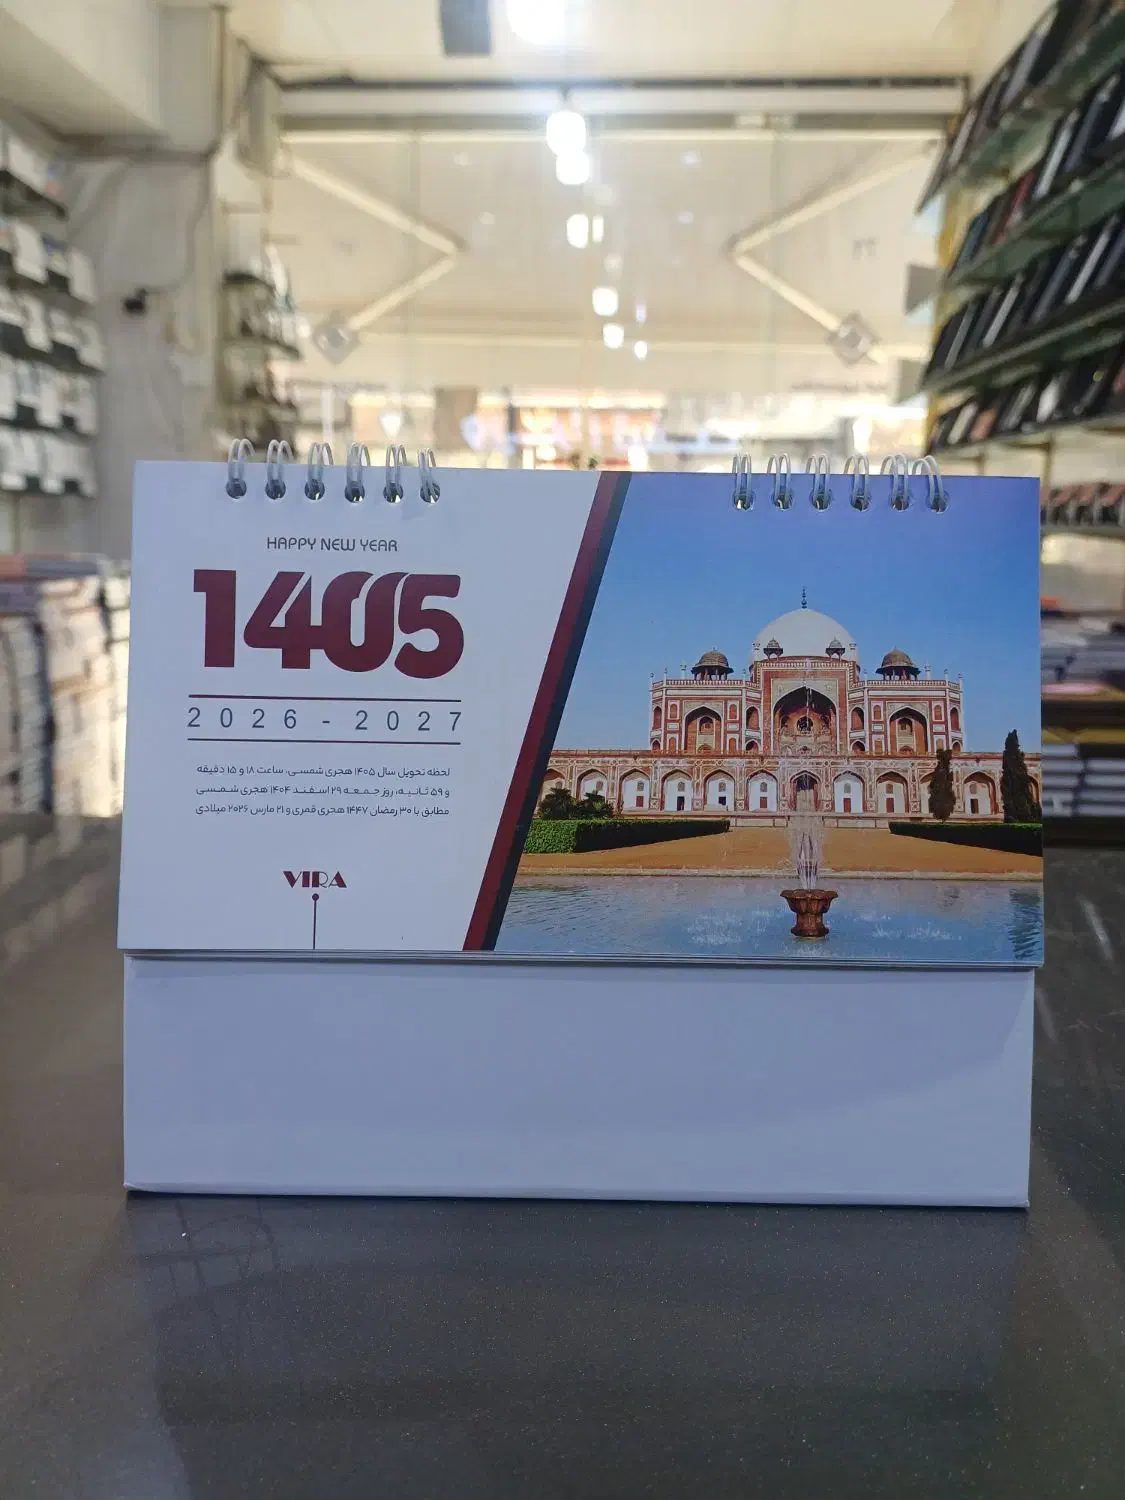 HAPPY NEW YEAR
1405
2026 - 2027
لحظه تحویل سال ۱۴۰۵ هجری شمسی، ساعت ۱۸ و ۱۵ دقیقه
و ۵۹ ثانیه، روز جمعه ۲۹ اسفند ۱۴۰۴ هجری شمسی
مطابق با ۳۰ رمضان ۱۴۴۷ هجری قمری و ۲۱ مارس ۲۰۲۶ میلادی
VIRA